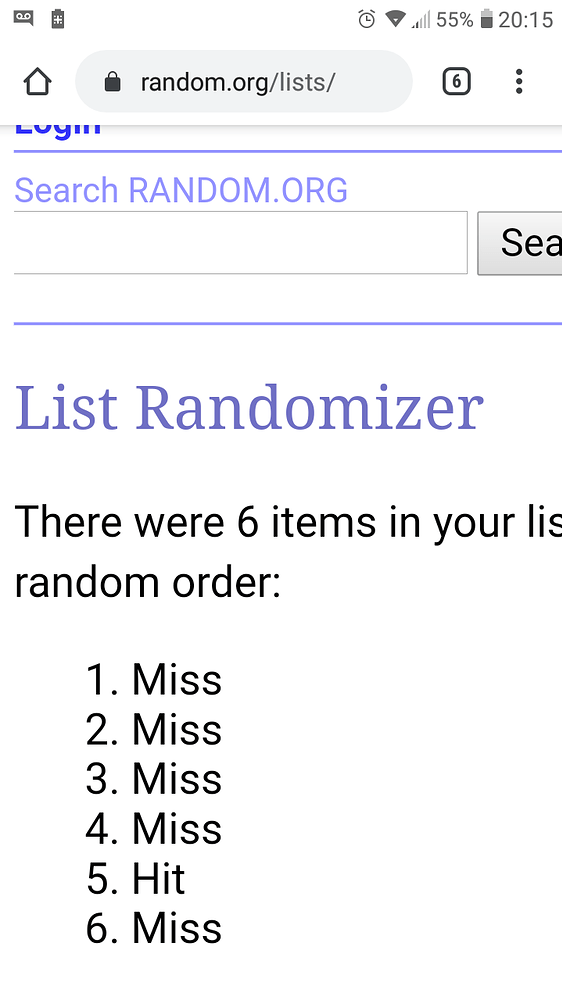 55% 20:15
random.org/lists/ 6
Login
Search RANDOM.ORG
Sea
List Randomizer
There were 6 items in your lis
random order:
1. Miss
2. Miss
3. Miss
4. Miss
5. Hit
6. Miss